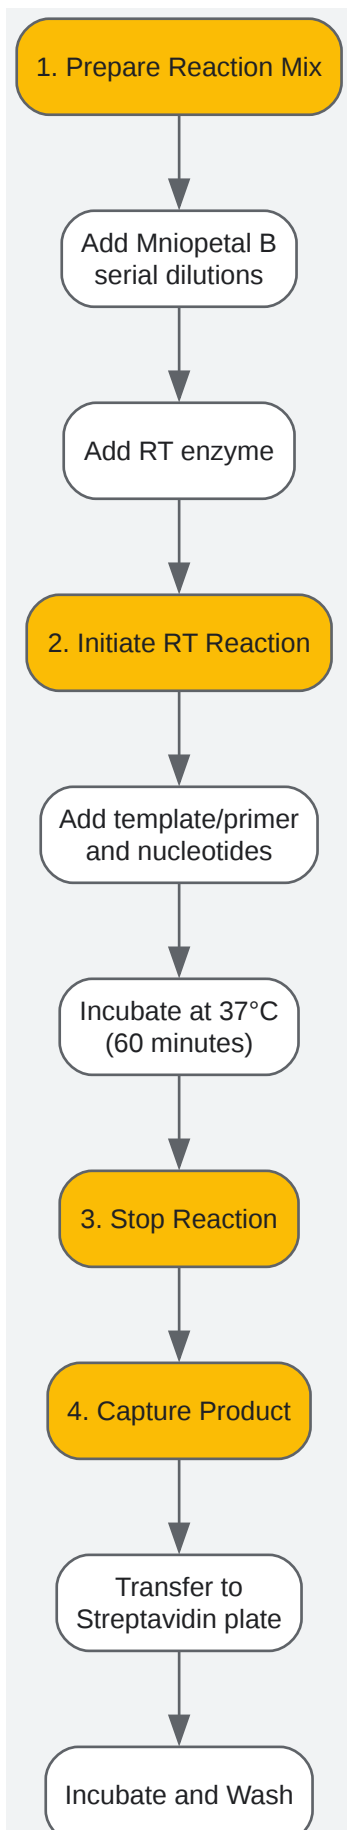 1. Prepare Reaction Mix
Add Mniopetal B
serial dilutions
Add RT enzyme
2. Initiate RT Reaction
Add template/primer
and nucleotides
Incubate at 37°C
(60 minutes)
3. Stop Reaction
4. Capture Product
Transfer to
Streptavidin plate
Incubate and Wash